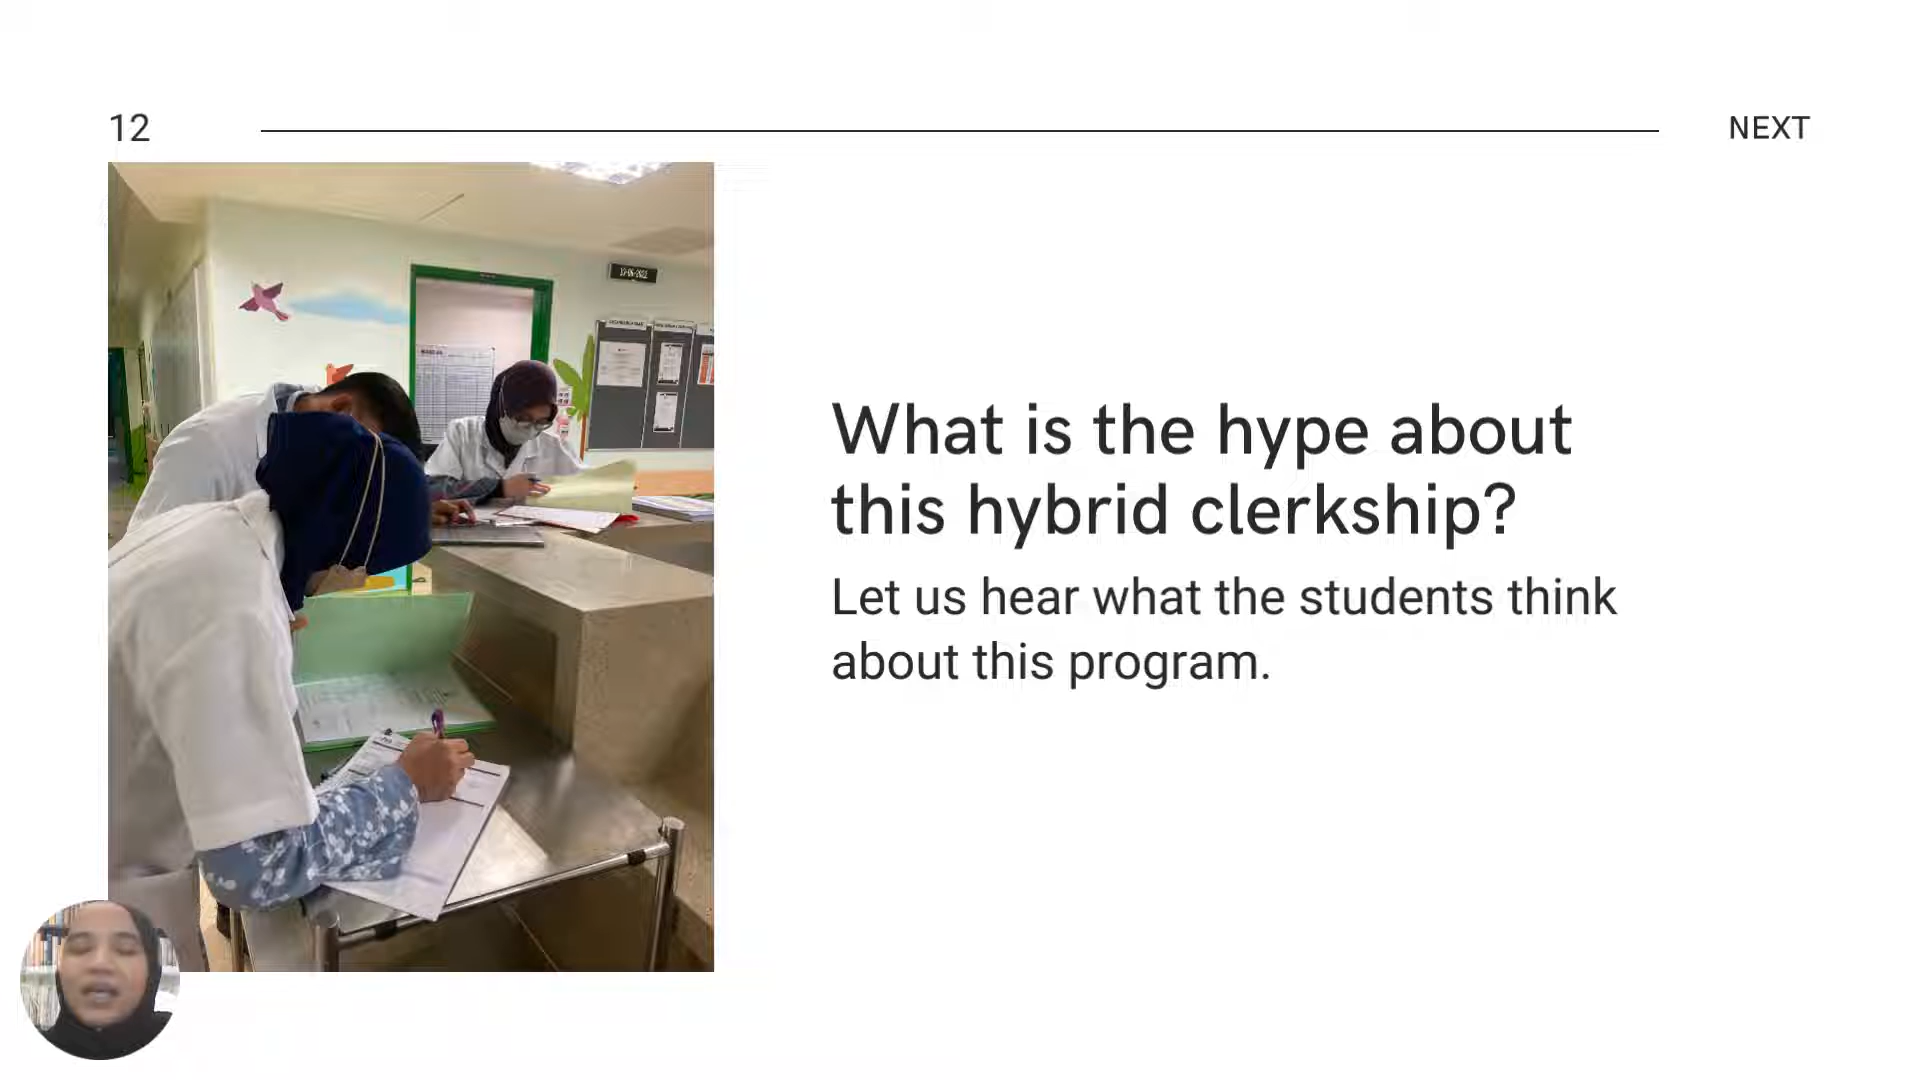 12
NEXT
What is the hype about
this hybrid clerkship?
Let us hear what the students think
about this program.